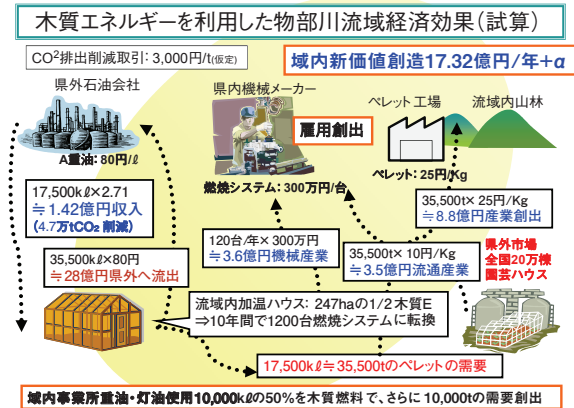 木質エネルギーを利用した物部川流域経済効果（試算）
CO²排出削減取引：3,000円/t(仮定)
域内新価値創造17.32億円/年+α
県外石油会社
県内機械メーカー
ペレット工場
流域内山林
雇用創出
A重油：80円/ℓ
燃焼システム：300万円/台
ペレット：25円/Kg
17,500kℓ×2.71
≒1.42億円収入
（4.7万tCO₂ 削減）
35,500t× 25円/Kg
≒8.8億円産業創出
35,500kℓ×80円
≒28億円県外へ流出
120台/年×300万円
≒3.6億円機械産業
35,500t× 10円/Kg
≒3.5億円流通産業
県外市場
全国20万棟
園芸ハウス
流域内加温ハウス：247haの1/2木質E
⇒10年間で1200台燃焼システムに転換
17,500kℓ≒35,500tのペレットの需要
域内事業所重油・灯油使用10,000kℓの50%を木質燃料で、さらに10,000tの需要創出